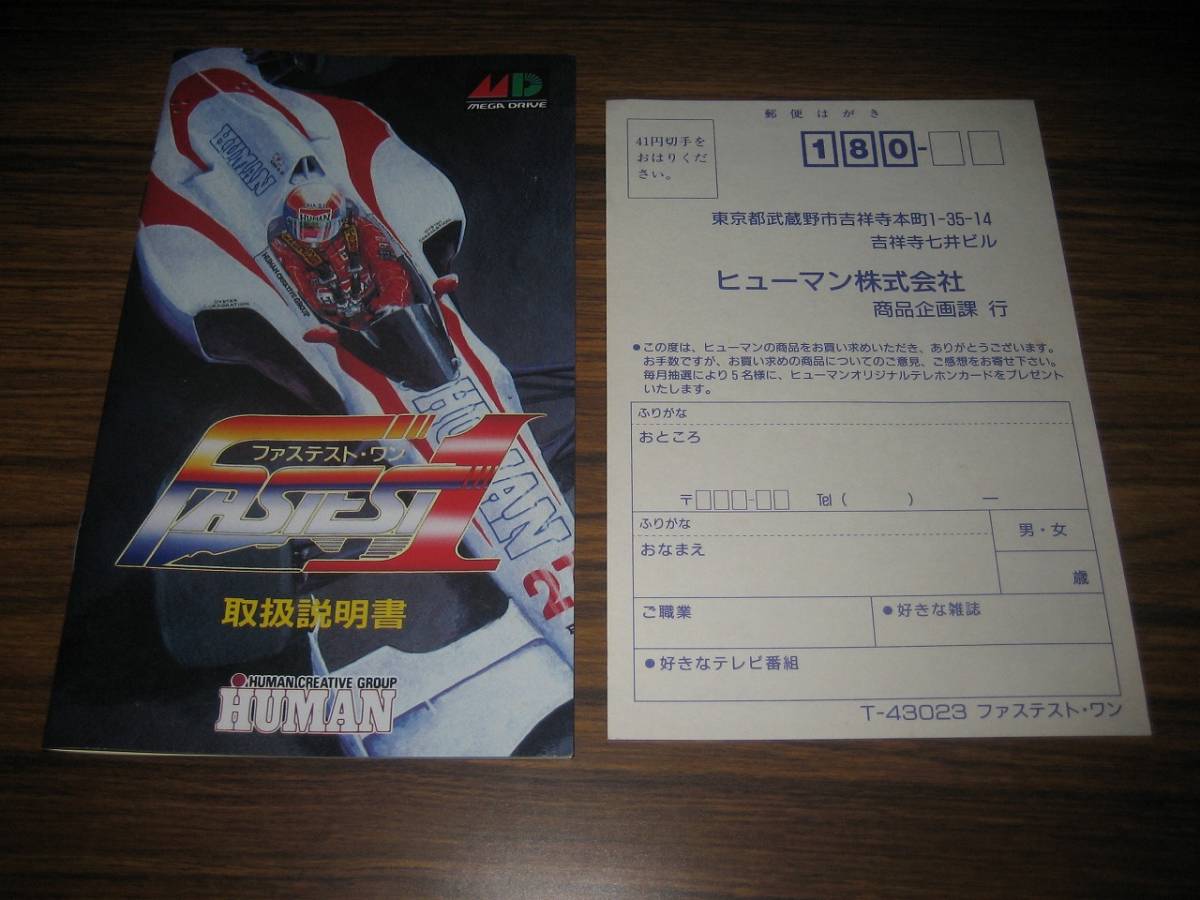 MD
MEGA DRIVE
HUMAN
HUMAN
HUMAN CREATIVE GROUP
OYSTER
CORPORATION
HUMAN
ファステスト・ワン
FASTEST 1
27
取扱説明書
HUMAN CREATIVE GROUP
HUMAN
郵便はがき
41円切手を
おはりくだ
さい。
180-
東京都武蔵野市吉祥寺本町1-35-14
吉祥寺七井ビル
ヒューマン株式会社
商品企画課 行
●この度は、ヒューマンの商品をお買い求めいただき、ありがとうございます。
お手数ですが、お買い求めの商品についてのご意見、ご感想をお寄せ下さい。
毎月抽選により5名様に、ヒューマンオリジナルテレホンカードをプレゼント
いたします。
ふりがな
おところ
〒□□□-□□ Tel ( ) ―
ふりがな
おなまえ
男・女
歳
ご職業
●好きな雑誌
●好きなテレビ番組
T-43023 ファステスト・ワン